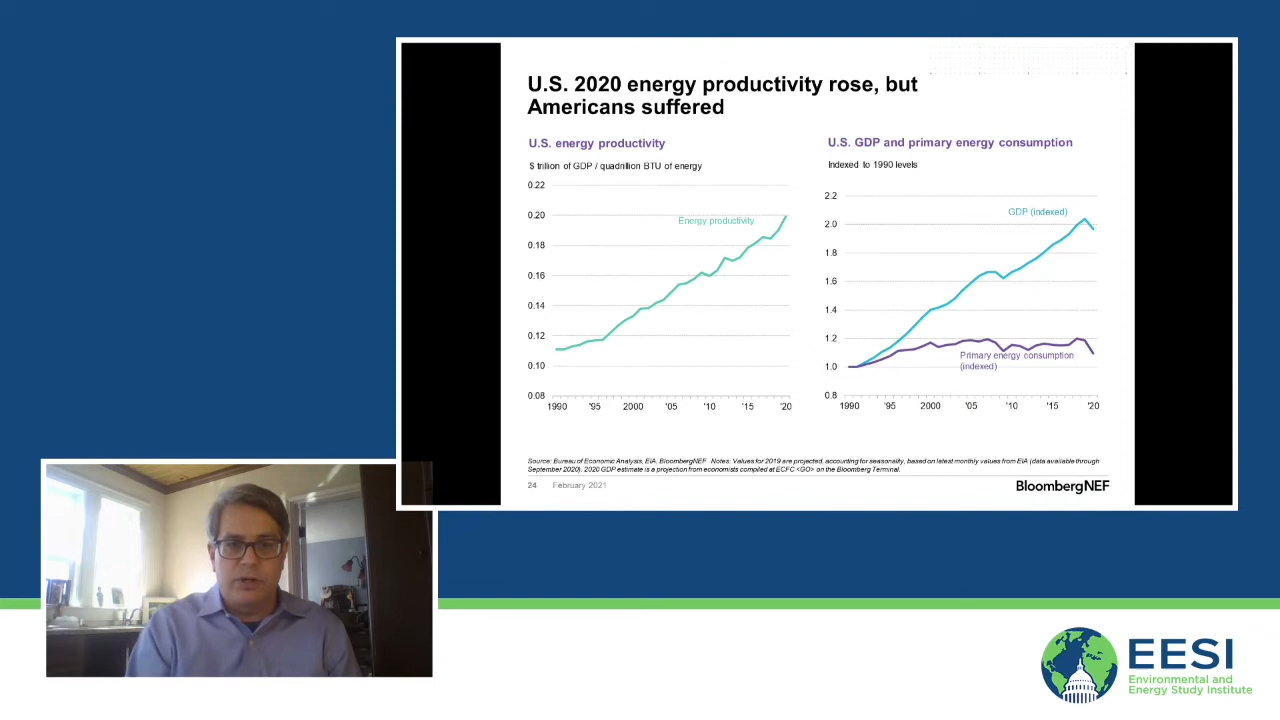 U.S. 2020 energy productivity rose, but
Americans suffered
U.S. energy productivity
$ trillion of GDP / quadrillion BTU of energy
0.22
0.20
0.18
0.16
0.14
0.12
0.10
0.08
Energy productivity
1990 '95 2000 '05 '10 '15 '20
U.S. GDP and primary energy consumption
Indexed to 1990 levels
2.2
2.0
1.8
1.6
1.4
1.2
1.0
0.8
GDP (indexed)
Primary energy consumption
(indexed)
1990 '95 2000 '05 '10 '15 '20
Source: Bureau of Economic Analysis, EIA, BloombergNEF Notes: Values for 2019 are projected, accounting for seasonality, based on latest monthly values from EIA (data available through
September 2020). 2020 GDP estimate is a projection from economists compiled at ECFC <GO> on the Bloomberg Terminal.
24 February 2021
BloombergNEF
EESI
Environmental and
Energy Study Institute